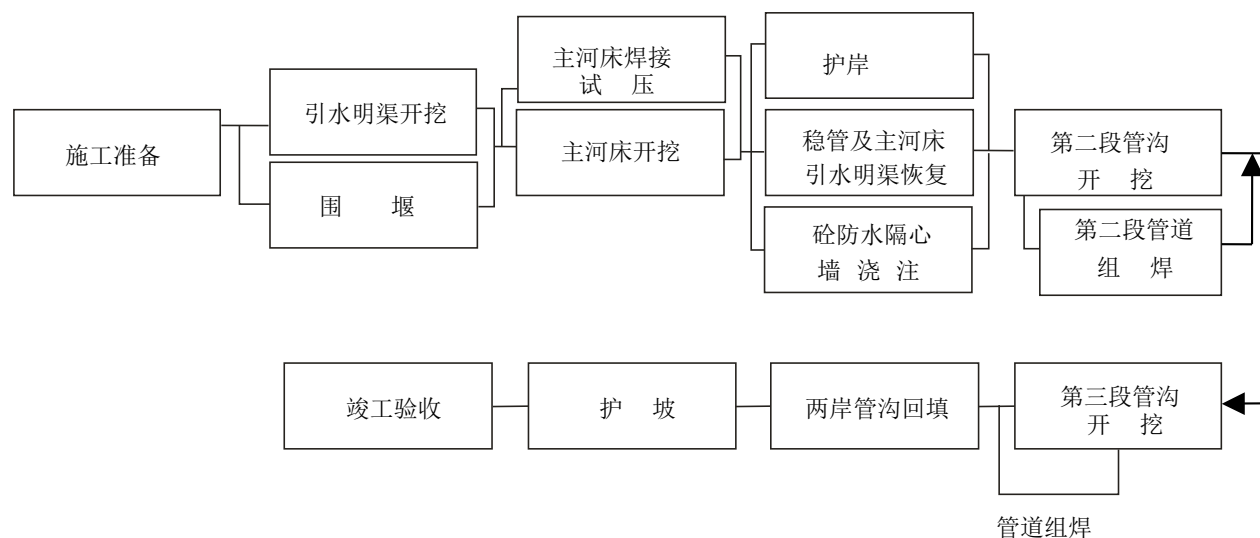 施工准备
引水明渠开挖
围 堰
主河床焊接
试 压
主河床开挖
护岸
稳管及主河床
引水明渠恢复
砼防水隔心
墙 浇 注
第二段管沟
开 挖
第二段管道
组 焊
竣工验收
护 坡
两岸管沟回填
第三段管沟
开 挖
管道组焊